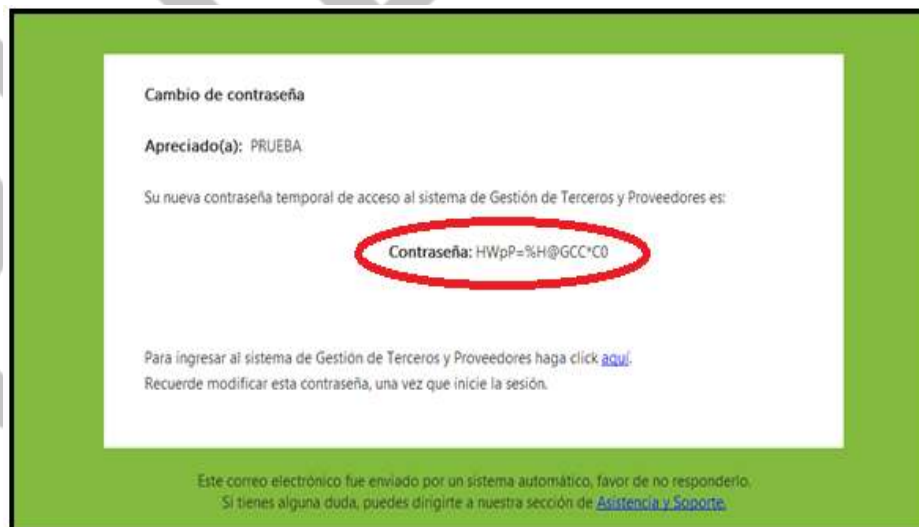 Cambio de contraseña
Apreciado(a): PRUEBA
Su nueva contraseña temporal de acceso al sistema de Gestión de Terceros y Proveedores es:
Contraseña: HWpP=%H@GCC*C0
Para ingresar al sistema de Gestión de Terceros y Proveedores haga click aquí.
Recuerde modificar esta contraseña, una vez que inicie la sesión.
Este correo electrónico fue enviado por un sistema automático, favor de no responderlo.
Si tienes alguna duda, puedes dirigirte a nuestra sección de Asistencia y Soporte.